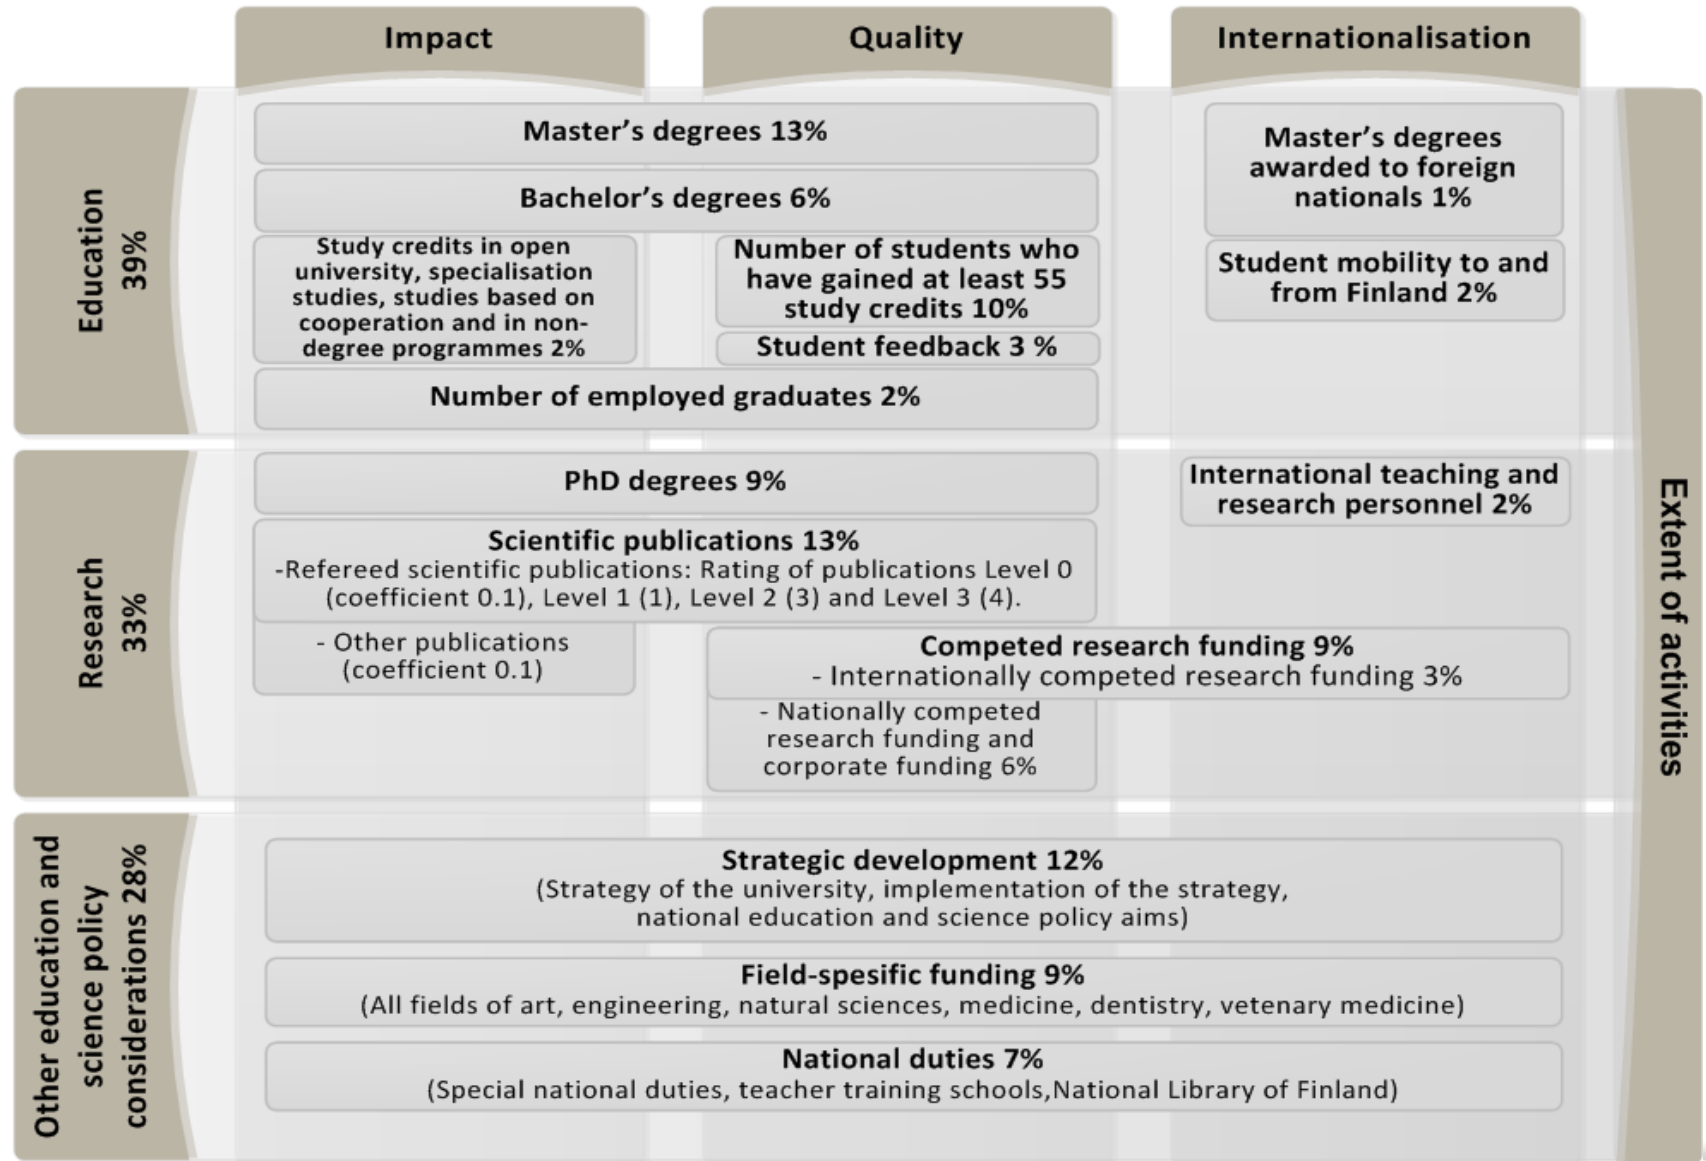 Impact
Quality
Internationalisation
Education
39%
Master’s degrees 13%
Bachelor’s degrees 6%
Study credits in open
university, specialisation
studies, studies based on
cooperation and in non-
degree programmes 2%
Number of students who
have gained at least 55
study credits 10%
Student feedback 3 %
Number of employed graduates 2%
Master’s degrees
awarded to foreign
nationals 1%
Student mobility to and
from Finland 2%
Research
33%
PhD degrees 9%
Scientific publications 13%
-Refereed scientific publications: Rating of publications Level 0
(coefficient 0.1), Level 1 (1), Level 2 (3) and Level 3 (4).
- Other publications
(coefficient 0.1)
International teaching and
research personnel 2%
Competed research funding 9%
- Internationally competed research funding 3%
- Nationally competed
research funding and
corporate funding 6%
Other education and
science policy
considerations 28%
Strategic development 12%
(Strategy of the university, implementation of the strategy,
national education and science policy aims)
Field-spesific funding 9%
(All fields of art, engineering, natural sciences, medicine, dentistry, vetenary medicine)
National duties 7%
(Special national duties, teacher training schools,National Library of Finland)
Extent of activities